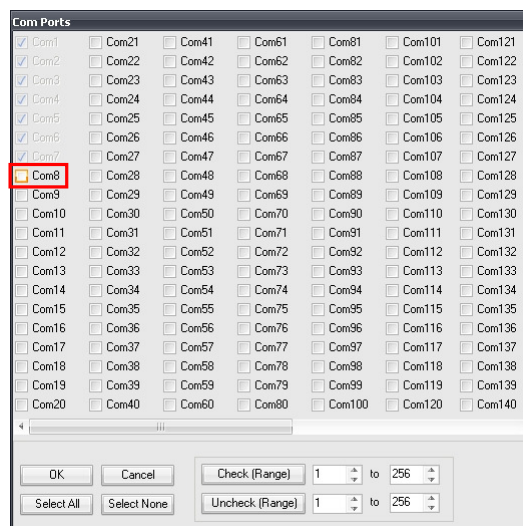 Com Ports
Com1 Com21 Com41 Com61 Com81 Com101 Com121
Com2 Com22 Com42 Com62 Com82 Com102 Com122
Com3 Com23 Com43 Com63 Com83 Com103 Com123
Com4 Com24 Com44 Com64 Com84 Com104 Com124
Com5 Com25 Com45 Com65 Com85 Com105 Com125
Com6 Com26 Com46 Com66 Com86 Com106 Com126
Com7 Com27 Com47 Com67 Com87 Com107 Com127
Com8 Com28 Com48 Com68 Com88 Com108 Com128
Com9 Com29 Com49 Com69 Com89 Com109 Com129
Com10 Com30 Com50 Com70 Com90 Com110 Com130
Com11 Com31 Com51 Com71 Com91 Com111 Com131
Com12 Com32 Com52 Com72 Com92 Com112 Com132
Com13 Com33 Com53 Com73 Com93 Com113 Com133
Com14 Com34 Com54 Com74 Com94 Com114 Com134
Com15 Com35 Com55 Com75 Com95 Com115 Com135
Com16 Com36 Com56 Com76 Com96 Com116 Com136
Com17 Com37 Com57 Com77 Com97 Com117 Com137
Com18 Com38 Com58 Com78 Com98 Com118 Com138
Com19 Com39 Com59 Com79 Com99 Com119 Com139
Com20 Com40 Com60 Com80 Com100 Com120 Com140
OK Cancel Check (Range) 1 to 256
Select All Select None Uncheck (Range) 1 to 256